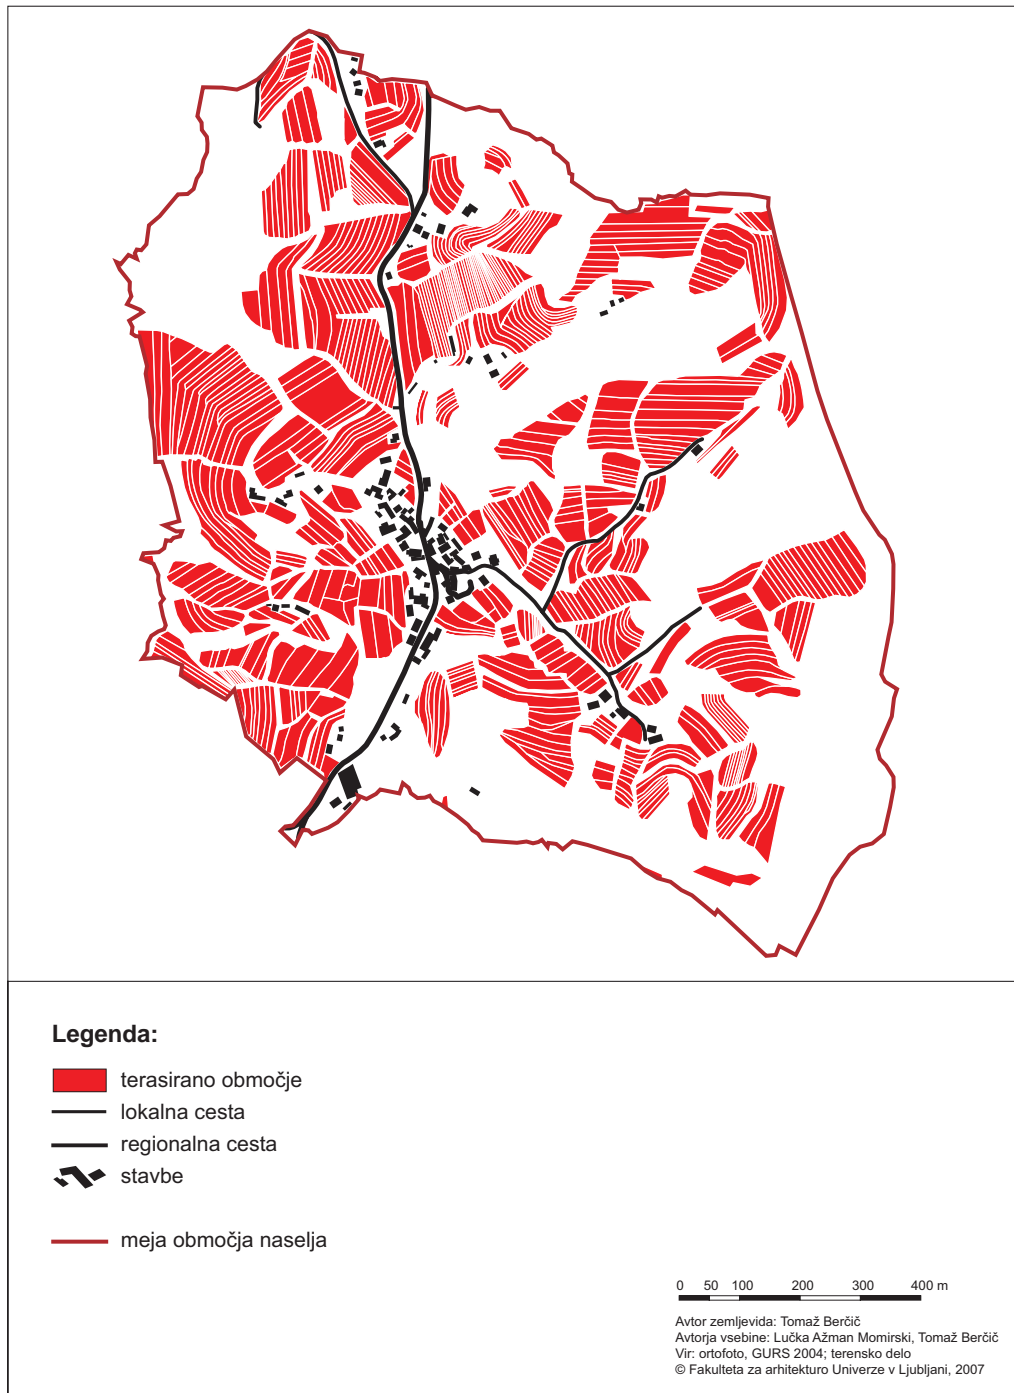 Legenda:
terasirano območje
lokalna cesta
regionalna cesta
stavbe
meja območja naselja
0 50 100 200 300 400 m
Avtor zemljevida: Tomaž Berčič
Avtorja vsebine: Lučka Ažman Momirski, Tomaž Berčič
Vir: ortofoto, GURS 2004; terensko delo
© Fakulteta za arhitekturo Univerze v Ljubljani, 2007